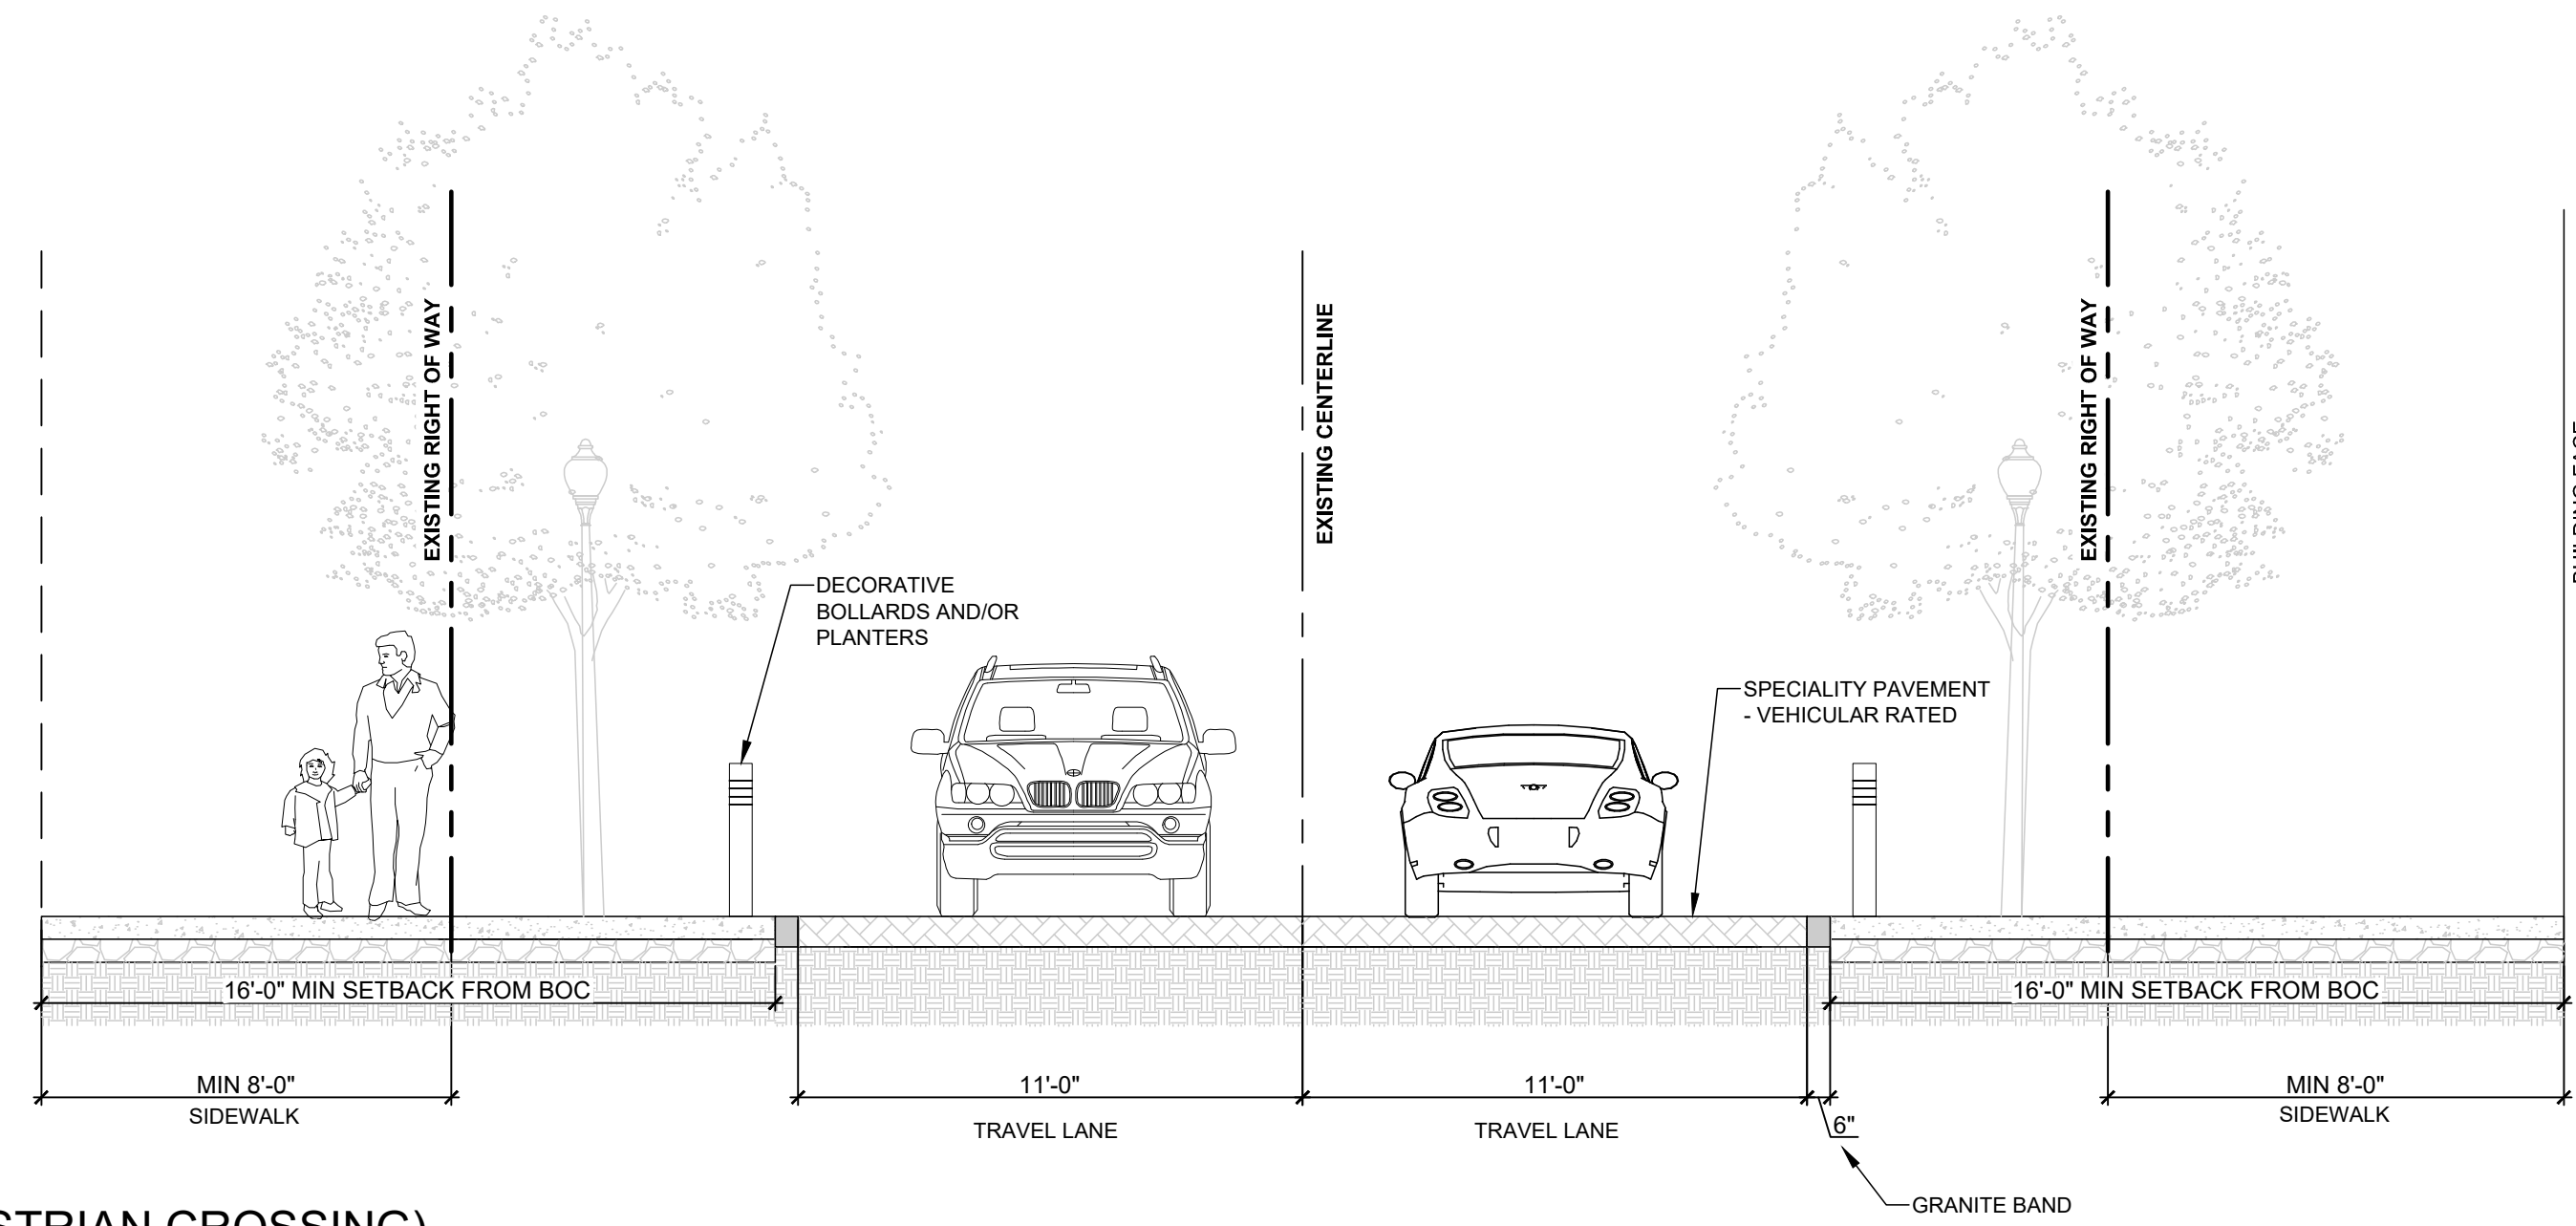 EXISTING RIGHT OF WAY
EXISTING CENTERLINE
EXISTING RIGHT OF WAY
DECORATIVE
BOLLARDS AND/OR
PLANTERS
SPECIALITY PAVEMENT
- VEHICULAR RATED
16'-0" MIN SETBACK FROM BOC
16'-0" MIN SETBACK FROM BOC
MIN 8'-0"
SIDEWALK
11'-0"
TRAVEL LANE
11'-0"
TRAVEL LANE
6"
MIN 8'-0"
SIDEWALK
GRANITE BAND
CROSSING)